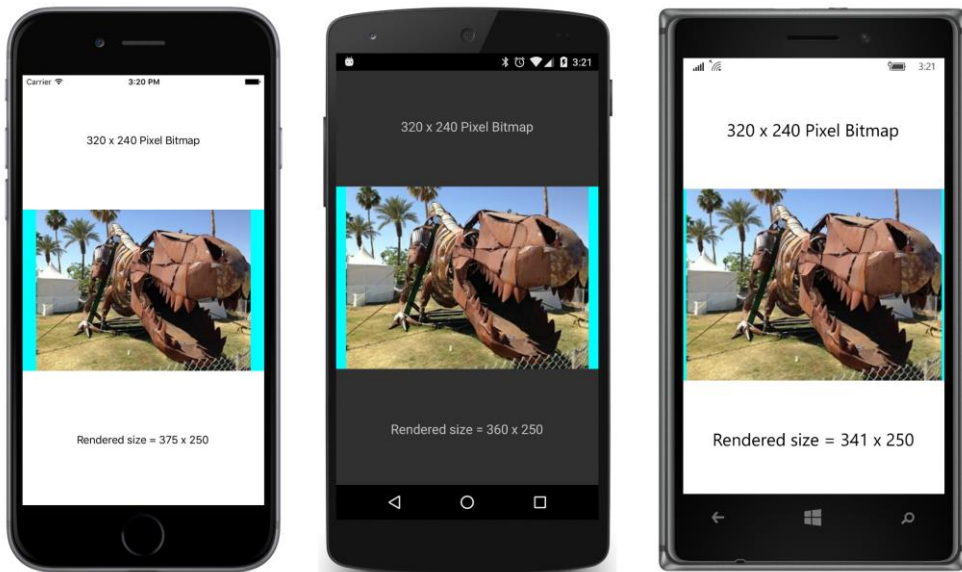 Carrier 3:20 PM
320 x 240 Pixel Bitmap
Rendered size = 375 x 250
3:21
320 x 240 Pixel Bitmap
Rendered size = 360 x 250
3:21
320 x 240 Pixel Bitmap
Rendered size = 341 x 250